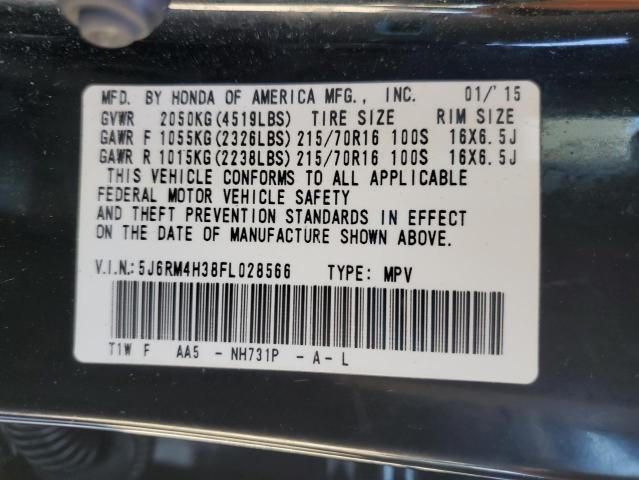 MFD. BY HONDA OF AMERICA MFG., INC. 01/'15
GVWR 2050KG(4519LBS) TIRE SIZE RIM SIZE
GAWR F 1055KG(2326LBS) 215/70R16 100S 16X6.5J
GAWR R 1015KG(2238LBS) 215/70R16 100S 16X6.5J
THIS VEHICLE CONFORMS TO ALL APPLICABLE
FEDERAL MOTOR VEHICLE SAFETY
AND THEFT PREVENTION STANDARDS IN EFFECT
ON THE DATE OF MANUFACTURE SHOWN ABOVE.
V.I.N.:5J6RM4H38FL028566 TYPE: MPV
T1W F AA5 - NH731P - A - L